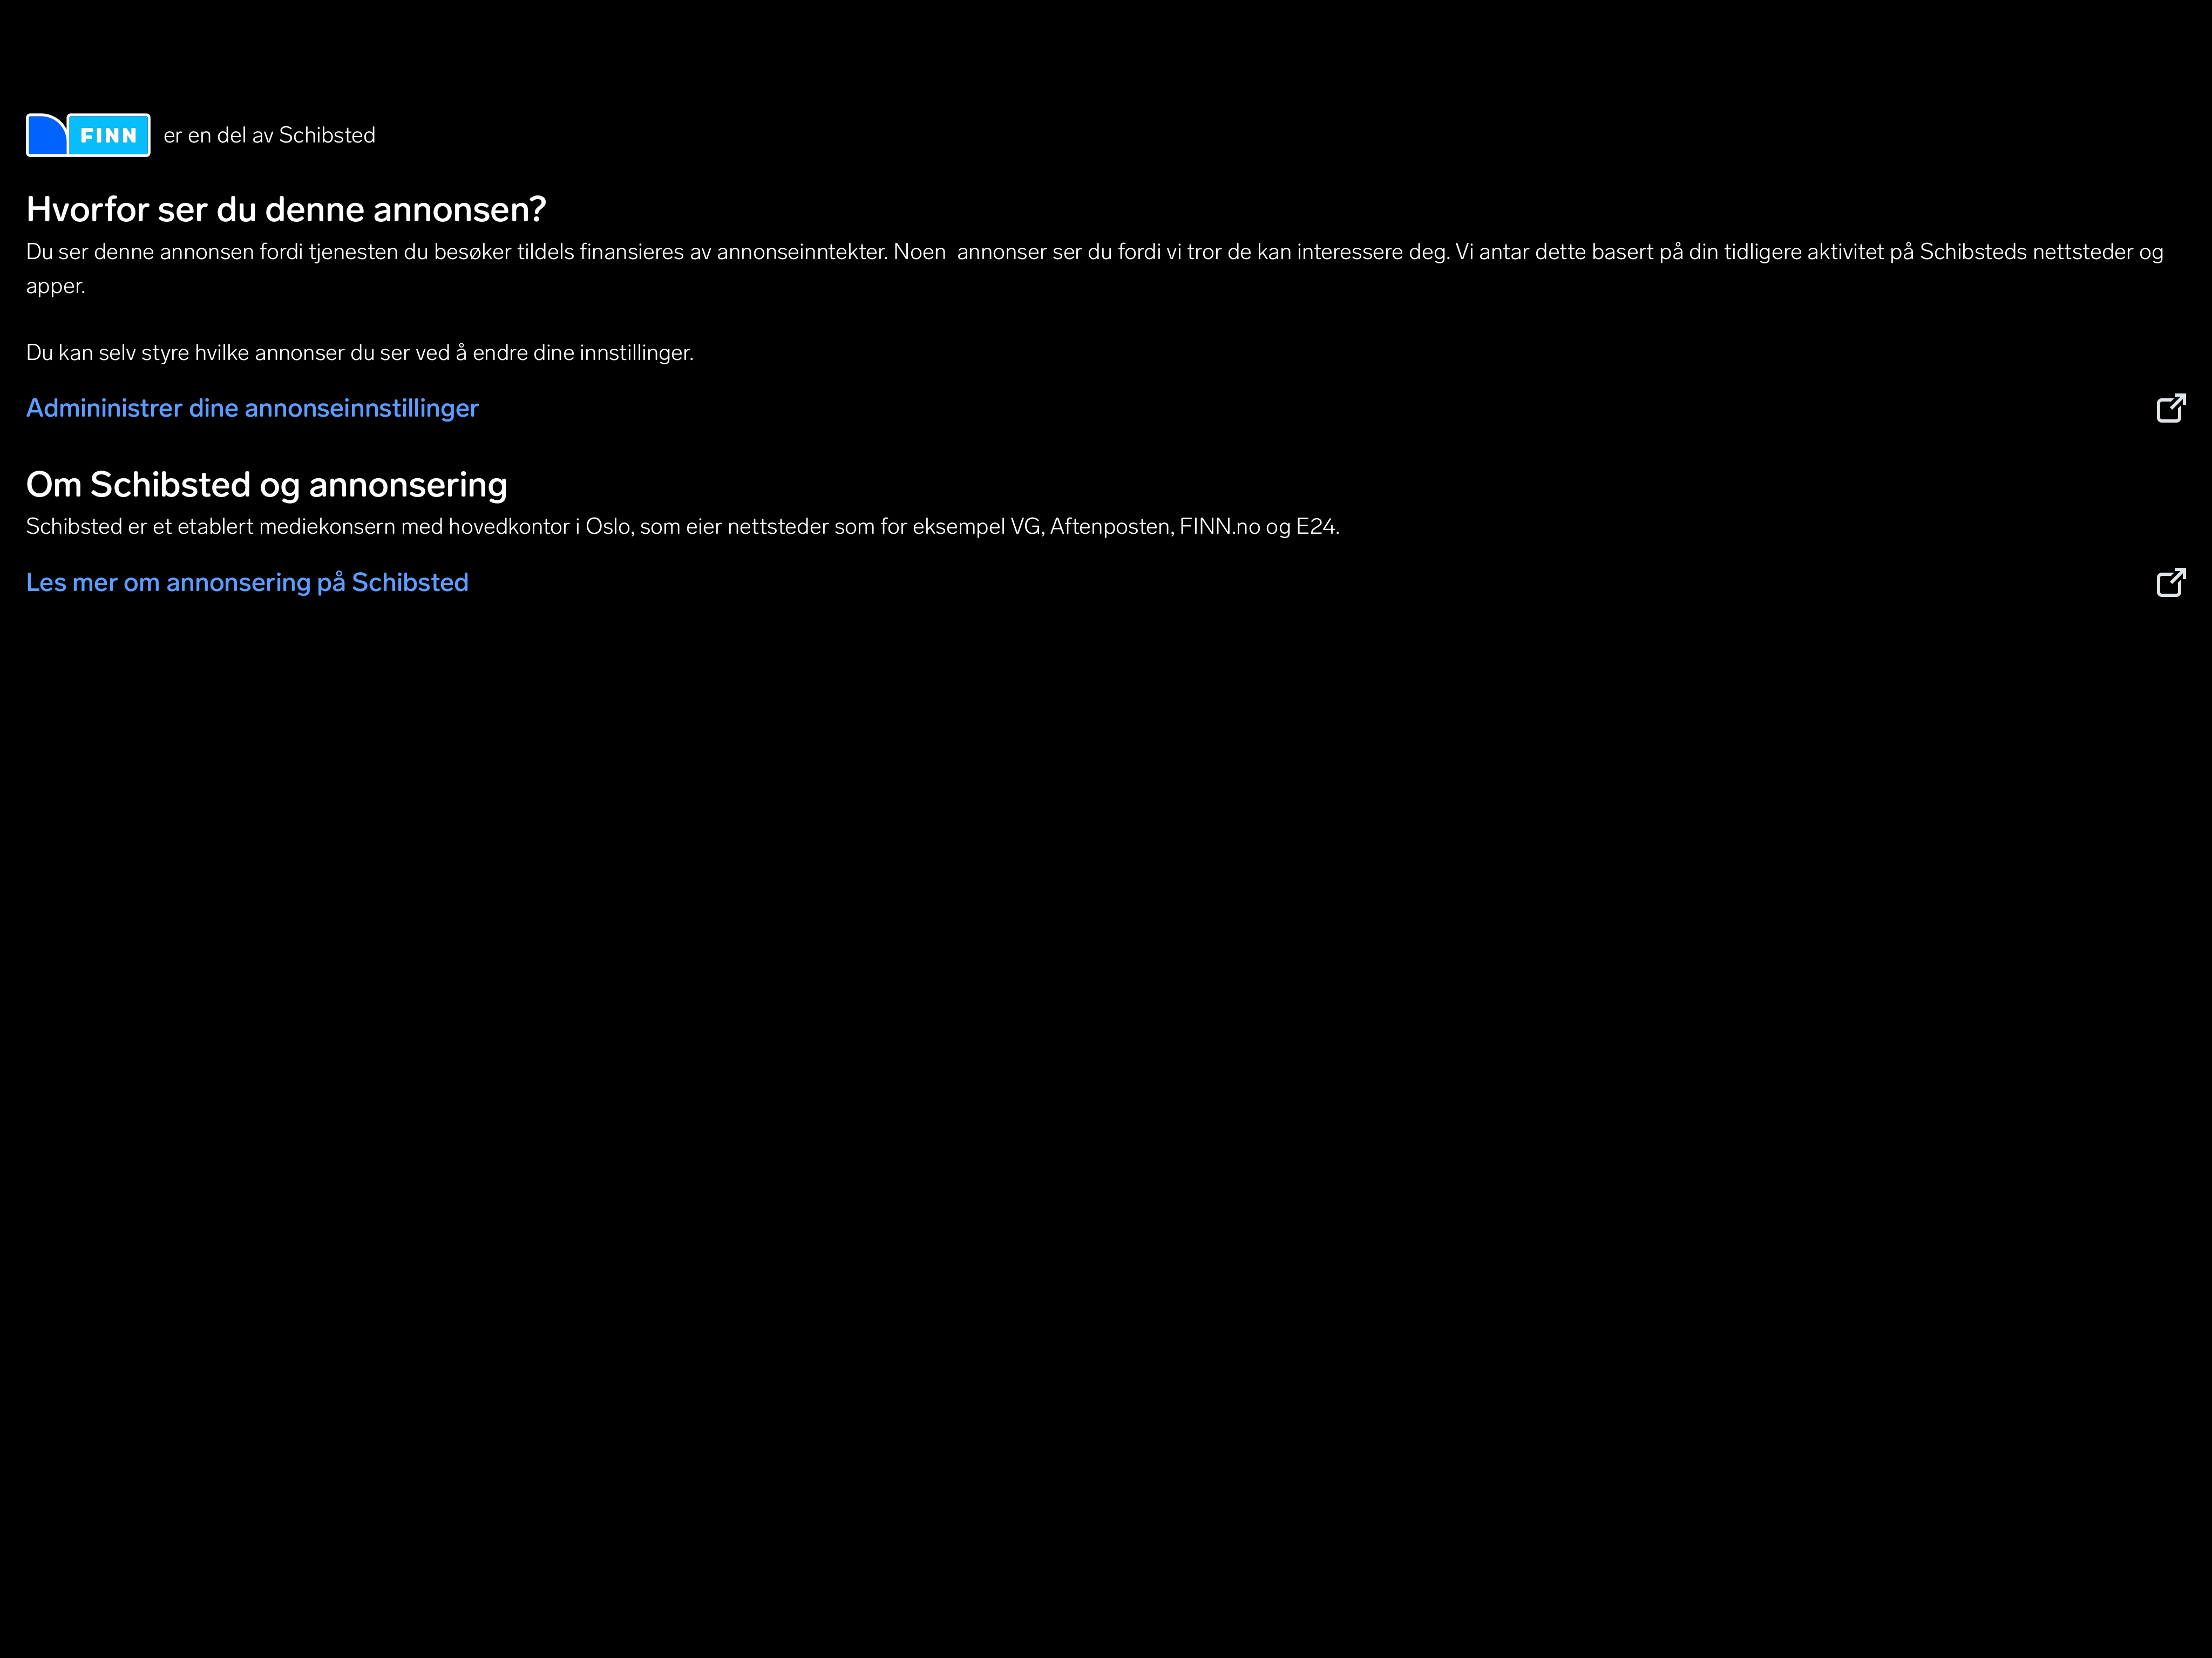 FINN er en del av Schibsted
Hvorfor ser du denne annonsen?
Du ser denne annonsen fordi tjenesten du besøker tildels finansieres av annonseinntekter. Noen  annonser ser du fordi vi tror de kan interessere deg. Vi antar dette basert på din tidligere aktivitet på Schibsteds nettsteder og
apper.
Du kan selv styre hvilke annonser du ser ved å endre dine innstillinger.
Admininistrer dine annonseinnstillinger
Om Schibsted og annonsering
Schibsted er et etablert mediekonsern med hovedkontor i Oslo, som eier nettsteder som for eksempel VG, Aftenposten, FINN.no og E24.
Les mer om annonsering på Schibsted